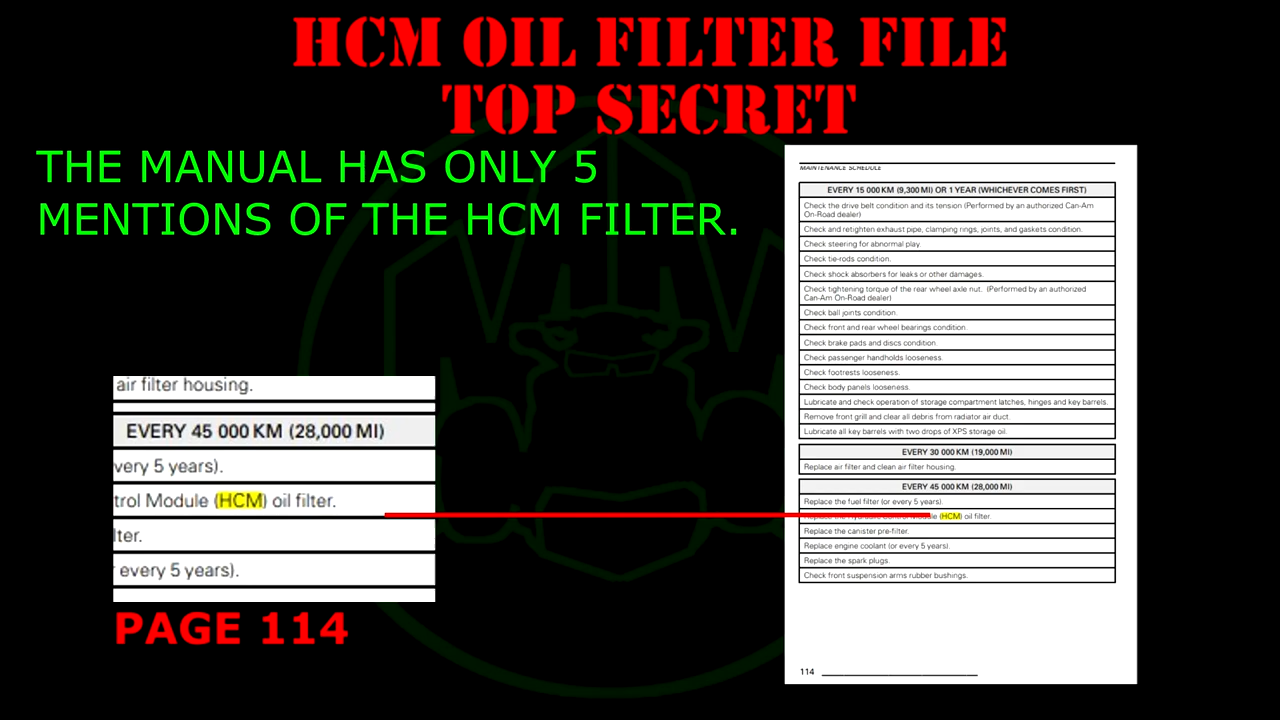 HCM OIL FILTER FILE
TOP SECRET
THE MANUAL HAS ONLY 5
MENTIONS OF THE HCM FILTER.
air filter housing.
EVERY 45 000 KM (28,000 MI)
very 5 years).
trol Module (HCM) oil filter.
lter.
every 5 years).
PAGE 114
MAINTENANCE SCHEDULE
EVERY 15 000 KM (9,300 MI) OR 1 YEAR (WHICHEVER COMES FIRST)
Check the drive belt condition and its tension (Performed by an authorized Can-Am
On-Road dealer)
Check and retighten exhaust pipe, clamping rings, joints, and gaskets condition.
Check steering for abnormal play.
Check tie-rods condition.
Check shock absorbers for leaks or other damages.
Check tightening torque of the rear wheel axle nut. (Performed by an authorized
Can-Am On-Road dealer)
Check ball joints condition.
Check front and rear wheel bearings condition.
Check brake pads and discs condition.
Check passenger handholds looseness.
Check footrests looseness.
Check body panels looseness.
Lubricate and check operation of storage compartment latches, hinges and key barrels.
Remove front grill and clear all debris from radiator air duct.
Lubricate all key barrels with two drops of XPS storage oil.
EVERY 30 000 KM (19,000 MI)
Replace air filter and clean air filter housing.
EVERY 45 000 KM (28,000 MI)
Replace the fuel filter (or every 5 years).
Replace the Hydraulic Control Module (HCM) oil filter.
Replace the canister pre-filter.
Replace engine coolant (or every 5 years).
Replace the spark plugs.
Check front suspension arms rubber bushings.
114